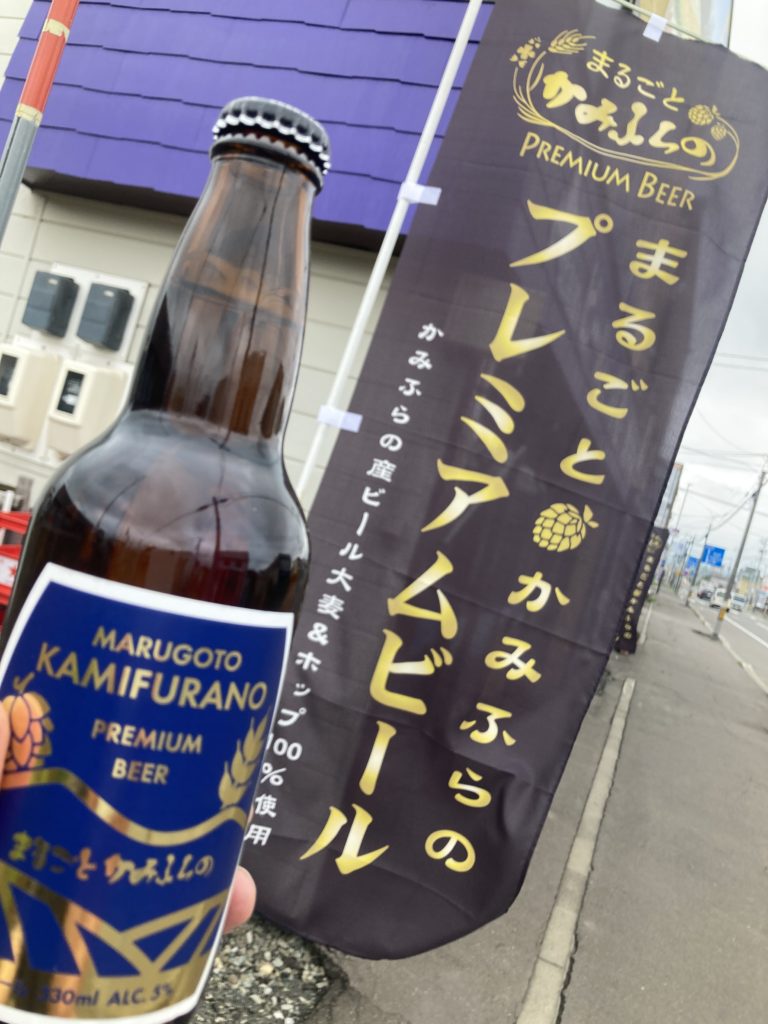 まるごと
かみふらの
PREMIUM BEER
まるごと かみふらの
プレミアムビール
かみふらの産ビール大麦&ホップ100%使用
MARUGOTO
KAMIFURANO
PREMIUM
BEER
まるごと かみふらの
330ml ALC.5%